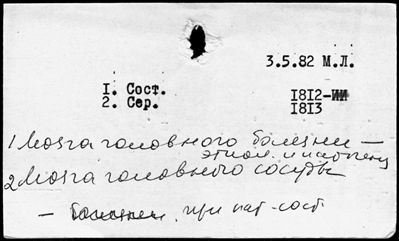 3.5.82 М.Л.
I. Сост. I8I2-ИИ
2. Сер. I8I3
1 Мозга головного болезни —
этиол. и патогенез
2 Мозга головного сосуды
— болезни, при пат. сост